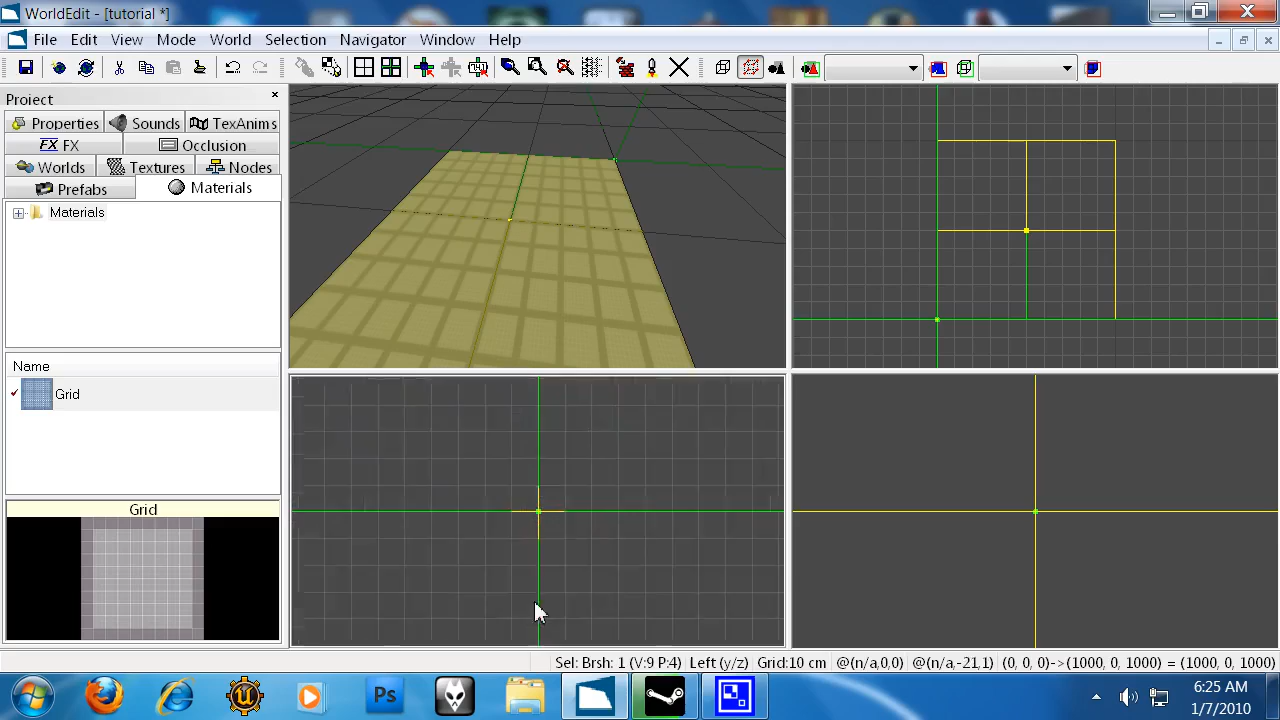 WorldEdit - [tutorial *]
File Edit View Mode World Selection Navigator Window Help
Project
Properties Sounds TexAnims
FX FX Occlusion
Worlds Textures Nodes
Prefabs Materials
Materials
Name
Grid
Grid
Sel: Brsh: 1 (V:9 P:4) Left (y/z) Grid:10 cm @(n/a,0,0) @(n/a,-21,1) (0, 0, 0)->(1000, 0, 1000) = (1000, 0, 1000)
Ps
6:25 AM
1/7/2010